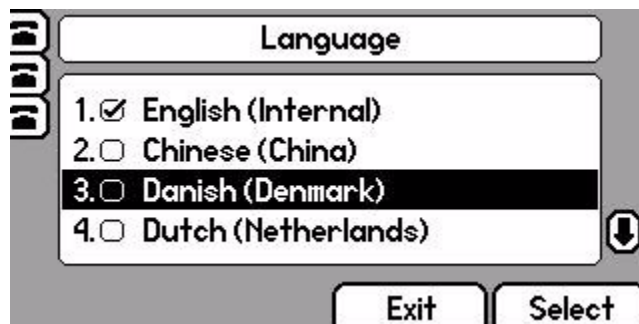 Language
1. English (Internal)
2. Chinese (China)
3. Danish (Denmark)
4. Dutch (Netherlands)
Exit Select